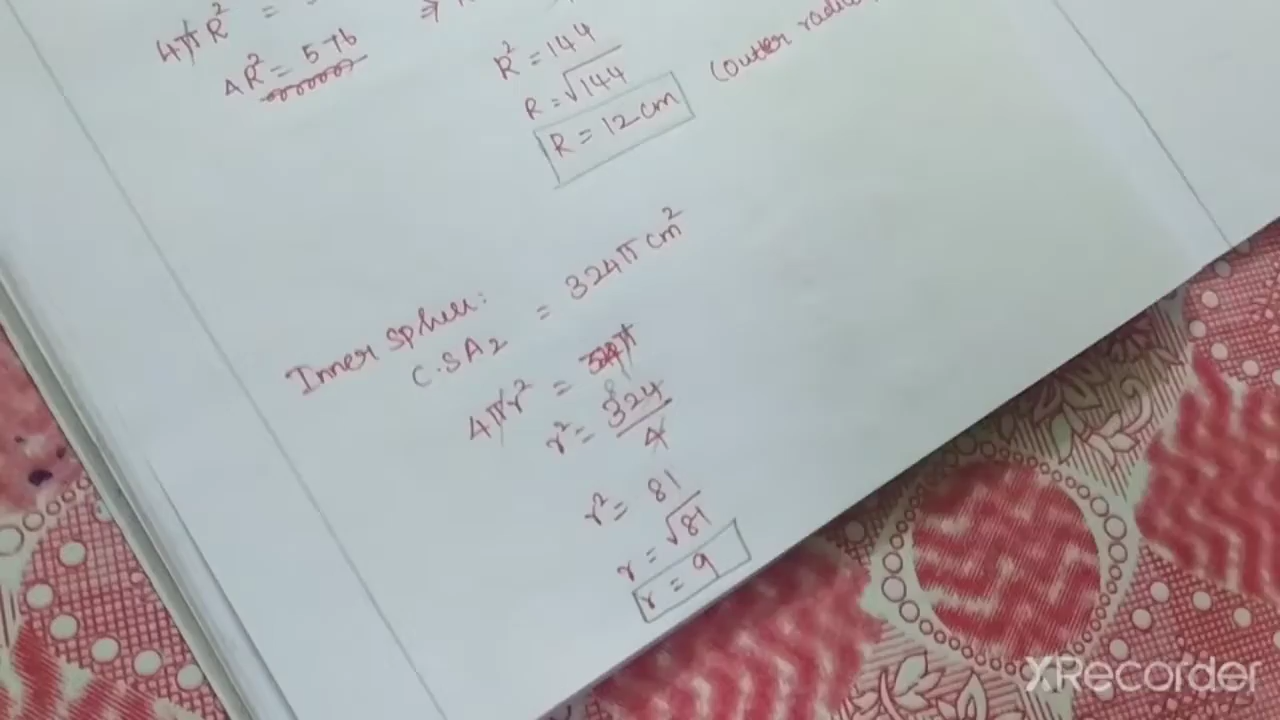 4πR² =
4R² = 576 ⇒
R² = 144
R = √144
R = 12 cm (outer
Inner sphere:
C.S.A₂ = 324π cm²
4πr² = 324π
r² = 324/4
r² = 81
r = √81
r = 9
XRecorder